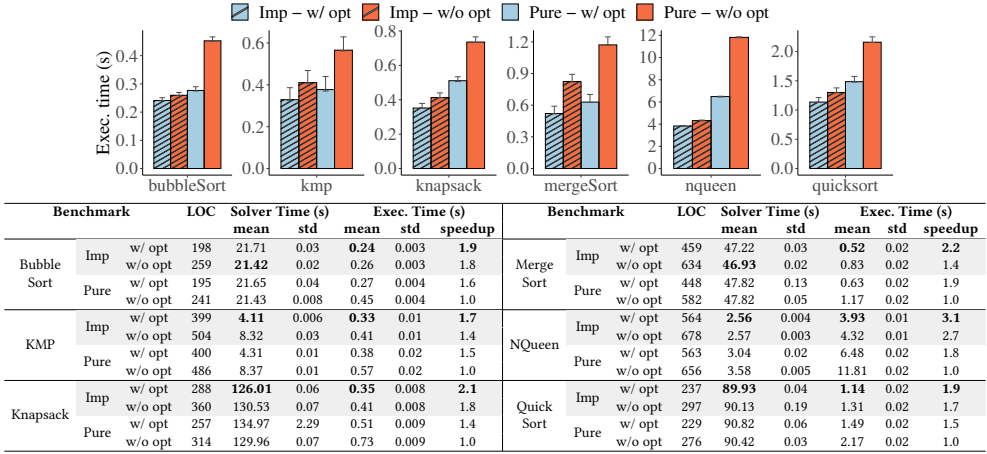 Imp – w/ opt Imp – w/o opt Pure – w/ opt Pure – w/o opt
Exec. time (s)
0.4
0.3
0.2
0.1
0.0
bubbleSort
0.6
0.4
0.2
0.0
kmp
0.8
0.6
0.4
0.2
0.0
knapsack
1.2
0.9
0.6
0.3
0.0
mergeSort
12
10
8
6
4
2
0
nqueen
2.0
1.5
1.0
0.5
0.0
quicksort
Benchmark LOC Solver Time (s) Exec. Time (s)
mean std mean std speedup
Bubble Sort
Imp w/ opt 198 21.71 0.03 0.24 0.003 1.9
w/o opt 259 21.42 0.02 0.26 0.003 1.8
Pure w/ opt 195 21.65 0.04 0.27 0.004 1.6
w/o opt 241 21.43 0.008 0.45 0.004 1.0
KMP
Imp w/ opt 399 4.11 0.006 0.33 0.01 1.7
w/o opt 504 8.32 0.03 0.41 0.01 1.4
Pure w/ opt 400 4.31 0.01 0.38 0.02 1.5
w/o opt 486 8.37 0.01 0.57 0.02 1.0
Knapsack
Imp w/ opt 288 126.01 0.06 0.35 0.008 2.1
w/o opt 360 130.53 0.07 0.41 0.008 1.8
Pure w/ opt 257 134.97 2.29 0.51 0.009 1.4
w/o opt 314 129.96 0.07 0.73 0.009 1.0
Benchmark LOC Solver Time (s) Exec. Time (s)
mean std mean std speedup
Merge Sort
Imp w/ opt 459 47.22 0.03 0.52 0.02 2.2
w/o opt 634 46.93 0.02 0.83 0.02 1.4
Pure w/ opt 448 47.82 0.13 0.63 0.02 1.9
w/o opt 582 47.82 0.05 1.17 0.02 1.0
NQueen
Imp w/ opt 564 2.56 0.004 3.93 0.01 3.1
w/o opt 678 2.57 0.003 4.32 0.01 2.7
Pure w/ opt 563 3.04 0.02 6.48 0.02 1.8
w/o opt 656 3.58 0.005 11.81 0.02 1.0
Quick Sort
Imp w/ opt 237 89.93 0.04 1.14 0.02 1.9
w/o opt 297 90.13 0.19 1.31 0.02 1.7
Pure w/ opt 229 90.82 0.06 1.49 0.02 1.5
w/o opt 276 90.42 0.03 2.17 0.02 1.0